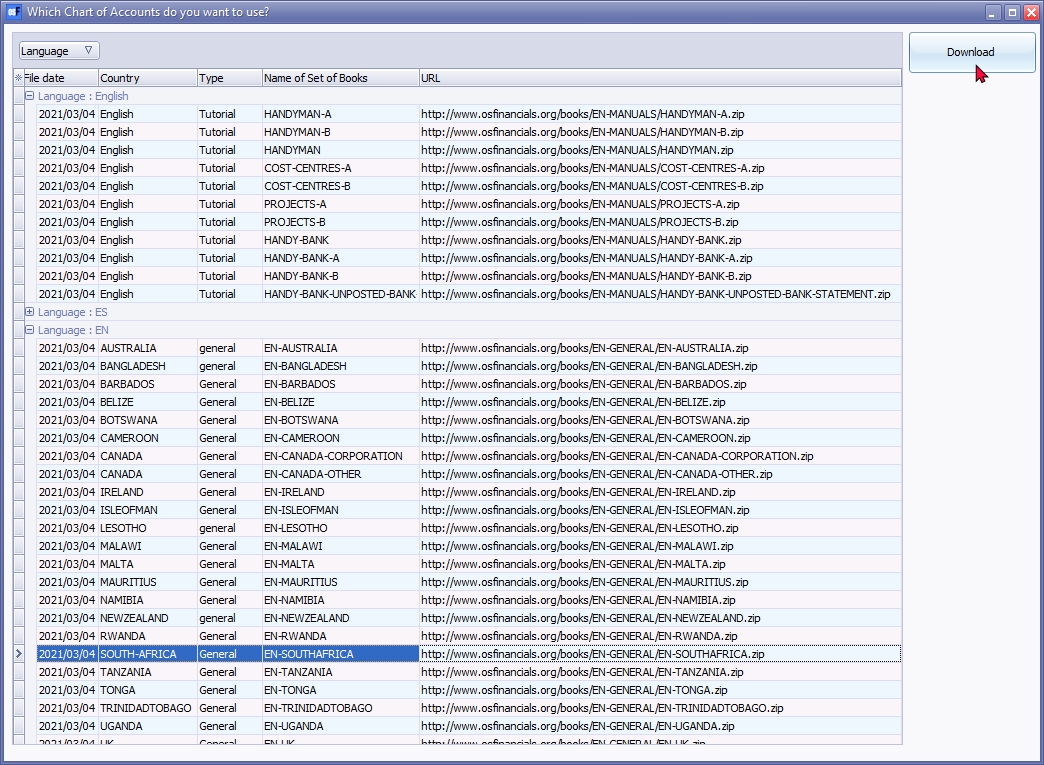 Which Chart of Accounts do you want to use?
Language
Download
File date Country Type Name of Set of Books URL
Language : English
2021/03/04 English Tutorial HANDYMAN-A http://www.osfinancials.org/books/EN-MANUALS/HANDYMAN-A.zip
2021/03/04 English Tutorial HANDYMAN-B http://www.osfinancials.org/books/EN-MANUALS/HANDYMAN-B.zip
2021/03/04 English Tutorial HANDYMAN http://www.osfinancials.org/books/EN-MANUALS/HANDYMAN.zip
2021/03/04 English Tutorial COST-CENTRES-A http://www.osfinancials.org/books/EN-MANUALS/COST-CENTRES-A.zip
2021/03/04 English Tutorial COST-CENTRES-B http://www.osfinancials.org/books/EN-MANUALS/COST-CENTRES-B.zip
2021/03/04 English Tutorial PROJECTS-A http://www.osfinancials.org/books/EN-MANUALS/PROJECTS-A.zip
2021/03/04 English Tutorial PROJECTS-B http://www.osfinancials.org/books/EN-MANUALS/PROJECTS-B.zip
2021/03/04 English Tutorial HANDY-BANK http://www.osfinancials.org/books/EN-MANUALS/HANDY-BANK.zip
2021/03/04 English Tutorial HANDY-BANK-A http://www.osfinancials.org/books/EN-MANUALS/HANDY-BANK-A.zip
2021/03/04 English Tutorial HANDY-BANK-B http://www.osfinancials.org/books/EN-MANUALS/HANDY-BANK-B.zip
2021/03/04 English Tutorial HANDY-BANK-UNPOSTED-BANK http://www.osfinancials.org/books/EN-MANUALS/HANDY-BANK-UNPOSTED-BANK-STATEMENT.zip
Language : ES
Language : EN
2021/03/04 AUSTRALIA general EN-AUSTRALIA http://www.osfinancials.org/books/EN-GENERAL/EN-AUSTRALIA.zip
2021/03/04 BANGLADESH general EN-BANGLADESH http://www.osfinancials.org/books/EN-GENERAL/EN-BANGLADESH.zip
2021/03/04 BARBADOS General EN-BARBADOS http://www.osfinancials.org/books/EN-GENERAL/EN-BARBADOS.zip
2021/03/04 BELIZE General EN-BELIZE http://www.osfinancials.org/books/EN-GENERAL/EN-BELIZE.zip
2021/03/04 BOTSWANA General EN-BOTSWANA http://www.osfinancials.org/books/EN-GENERAL/EN-BOTSWANA.zip
2021/03/04 CAMEROON General EN-CAMEROON http://www.osfinancials.org/books/EN-GENERAL/EN-CAMEROON.zip
2021/03/04 CANADA General EN-CANADA-CORPORATION http://www.osfinancials.org/books/EN-GENERAL/EN-CANADA-CORPORATION.zip
2021/03/04 CANADA General EN-CANADA-OTHER http://www.osfinancials.org/books/EN-GENERAL/EN-CANADA-OTHER.zip
2021/03/04 IRELAND General EN-IRELAND http://www.osfinancials.org/books/EN-GENERAL/EN-IRELAND.zip
2021/03/04 ISLEOFMAN General EN-ISLEOFMAN http://www.osfinancials.org/books/EN-GENERAL/EN-ISLEOFMAN.zip
2021/03/04 LESOTHO general EN-LESOTHO http://www.osfinancials.org/books/EN-GENERAL/EN-LESOTHO.zip
2021/03/04 MALAWI General EN-MALAWI http://www.osfinancials.org/books/EN-GENERAL/EN-MALAWI.zip
2021/03/04 MALTA General EN-MALTA http://www.osfinancials.org/books/EN-GENERAL/EN-MALTA.zip
2021/03/04 MAURITIUS General EN-MAURITIUS http://www.osfinancials.org/books/EN-GENERAL/EN-MAURITIUS.zip
2021/03/04 NAMIBIA General EN-NAMIBIA http://www.osfinancials.org/books/EN-GENERAL/EN-NAMIBIA.zip
2021/03/04 NEWZEALAND general EN-NEWZEALAND http://www.osfinancials.org/books/EN-GENERAL/EN-NEWZEALAND.zip
2021/03/04 RWANDA General EN-RWANDA http://www.osfinancials.org/books/EN-GENERAL/EN-RWANDA.zip
2021/03/04 SOUTH-AFRICA General EN-SOUTHAFRICA http://www.osfinancials.org/books/EN-GENERAL/EN-SOUTHAFRICA.zip
2021/03/04 TANZANIA General EN-TANZANIA http://www.osfinancials.org/books/EN-GENERAL/EN-TANZANIA.zip
2021/03/04 TONGA General EN-TONGA http://www.osfinancials.org/books/EN-GENERAL/EN-TONGA.zip
2021/03/04 TRINIDADTOBAGO General EN-TRINIDADTOBAGO http://www.osfinancials.org/books/EN-GENERAL/EN-TRINIDADTOBAGO.zip
2021/03/04 UGANDA General EN-UGANDA http://www.osfinancials.org/books/EN-GENERAL/EN-UGANDA.zip
2021/03/04 UK General EN-UK http://www.osfinancials.org/books/EN-GENERAL/EN-UK.zip